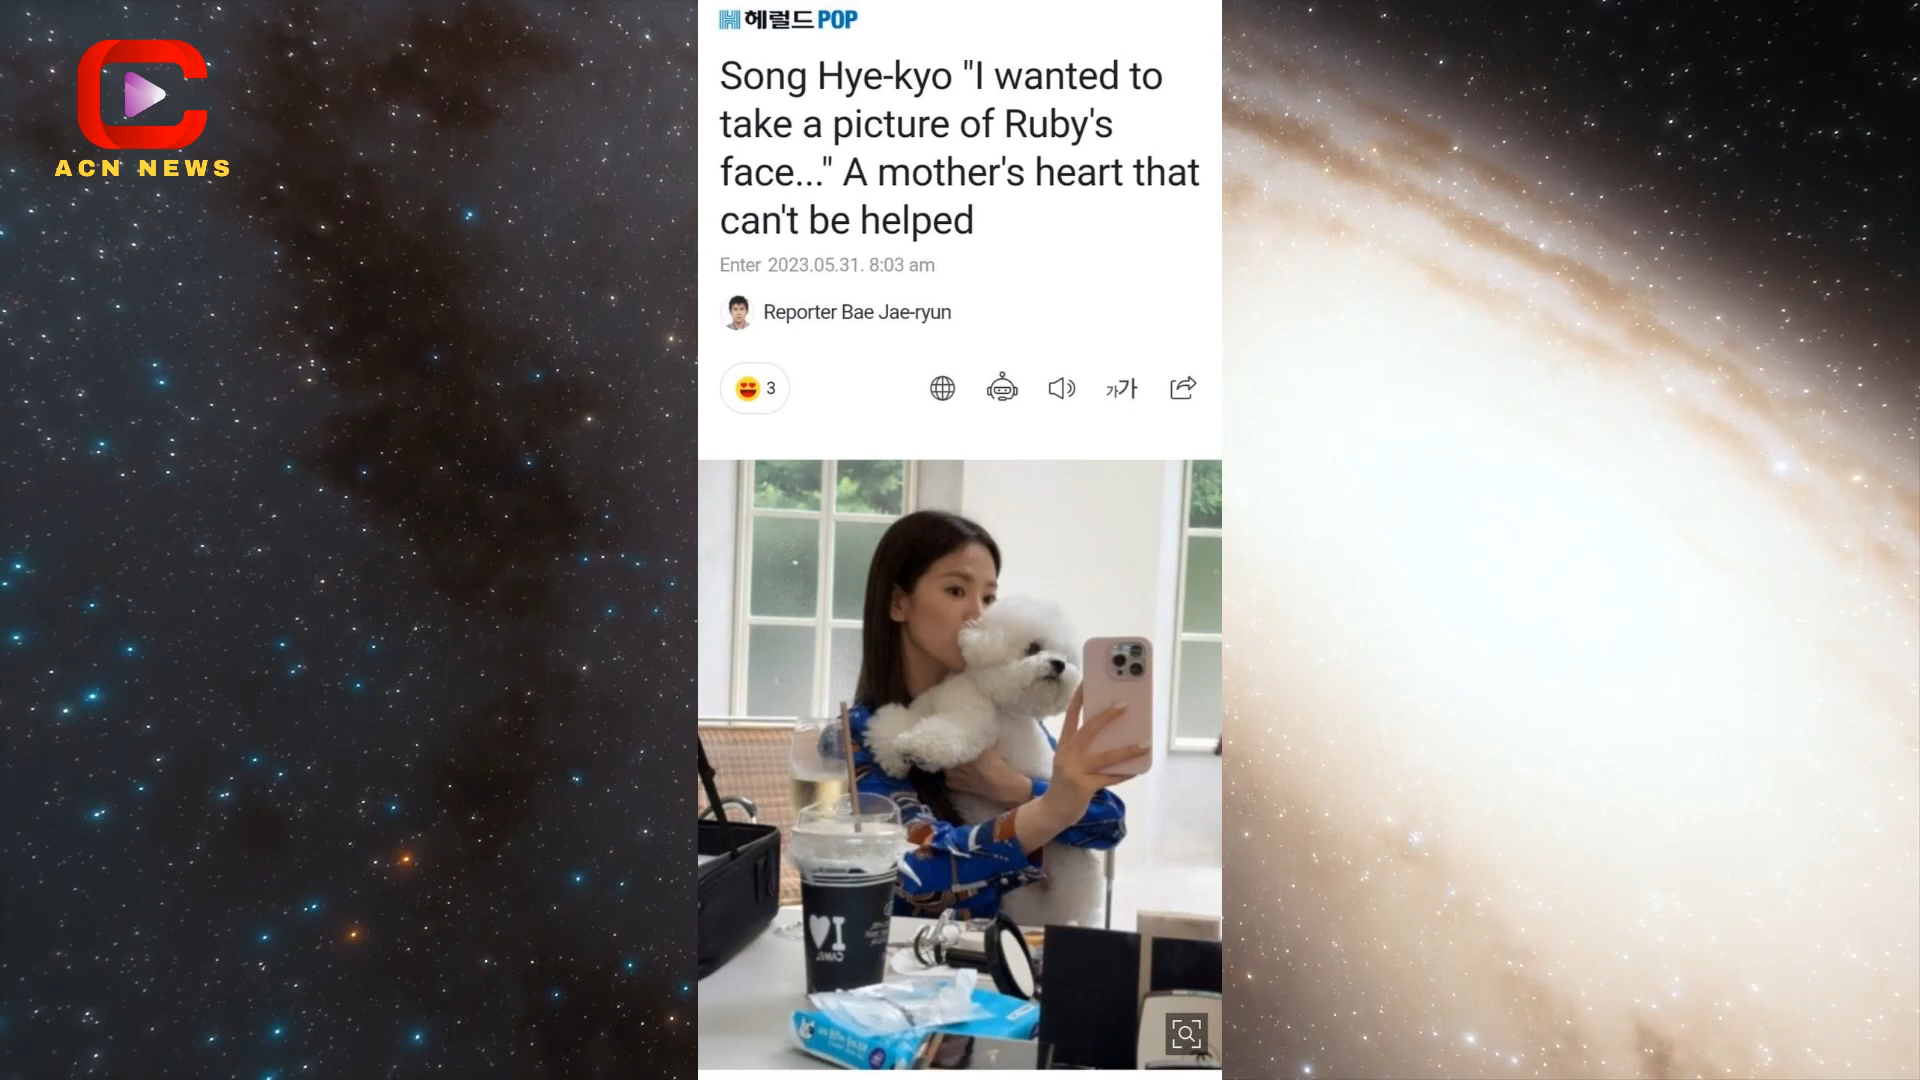 ACN NEWS
헤럴드POP
Song Hye-kyo "I wanted to
take a picture of Ruby's
face..." A mother's heart that
can't be helped
Enter 2023.05.31. 8:03 am
Reporter Bae Jae-ryun
3
가가
I
CAMEL